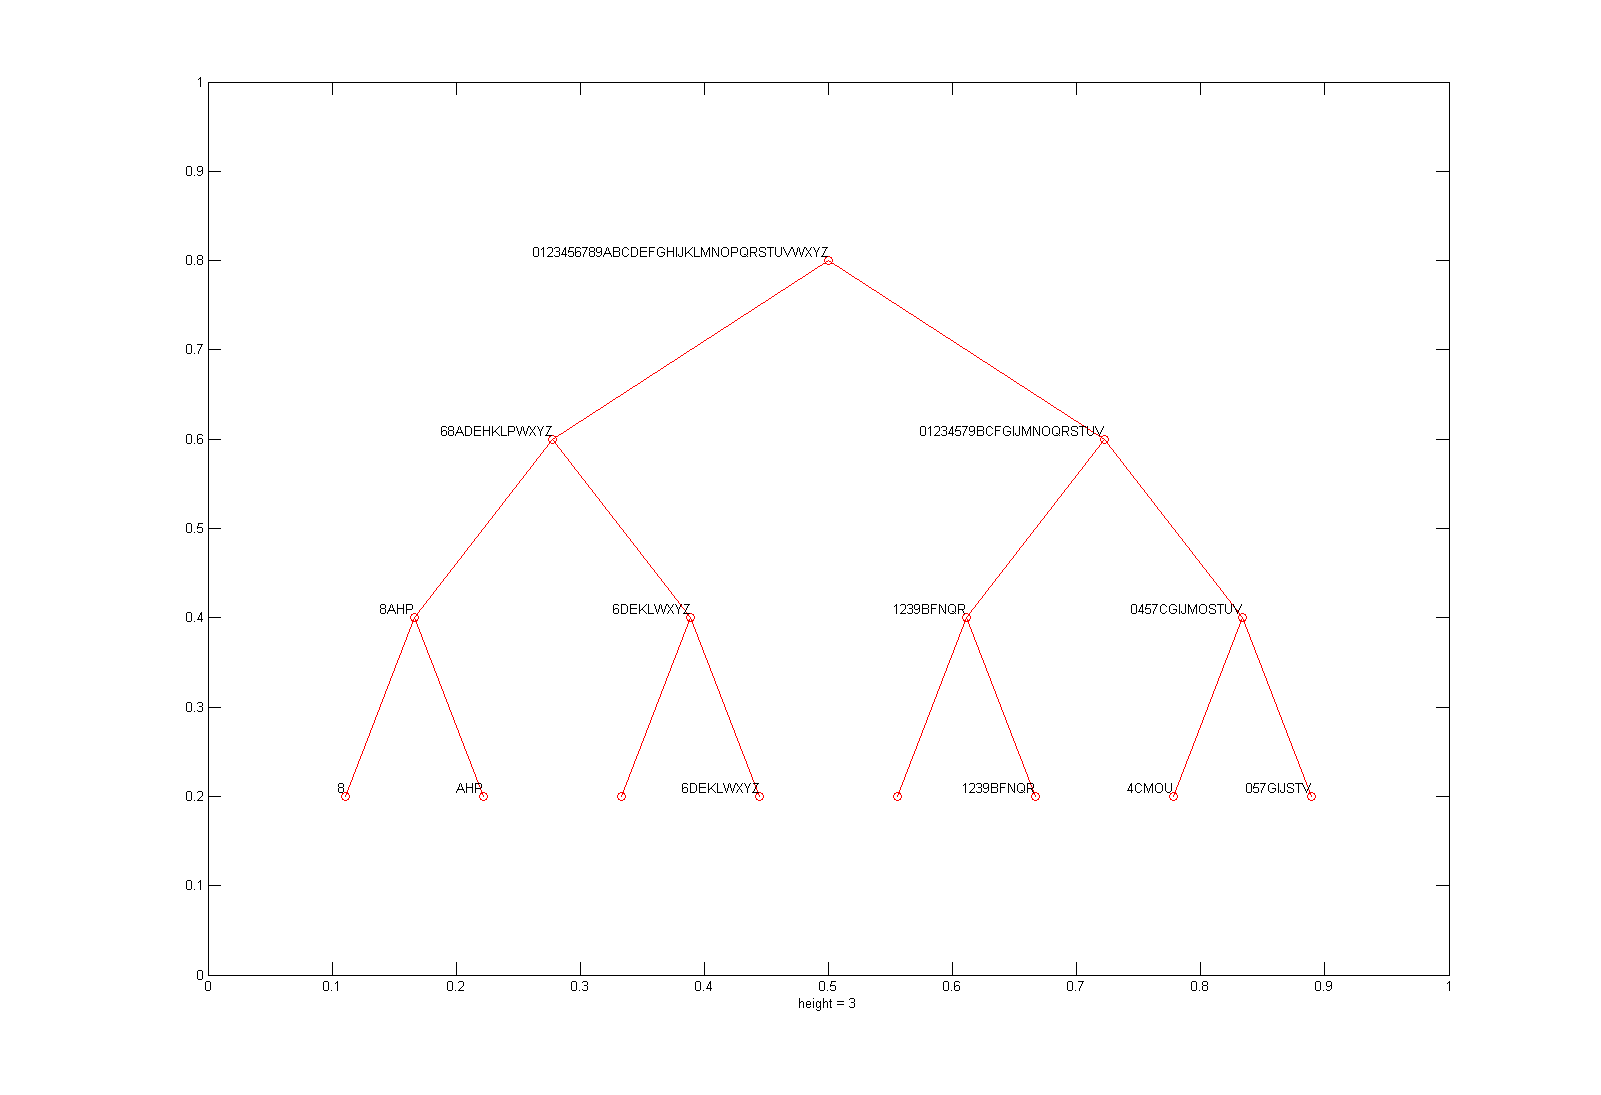 1
0.9
0123456789ABCDEFGHIJKLMNOPQRSTUVWXYZ
0.8
0.7
68ADEHKLPWXYZ 01234579BCFGIJMNOQRSTUV
0.6
0.5
8AHP 6DEKLWXYZ 1239BFNQR 0457CGIJMOSTUV
0.4
0.3
8 AHP 6DEKLWXYZ 1239BFNQR 4CMOU 057GIJSTV
0.2
0.1
0
0 0.1 0.2 0.3 0.4 0.5 0.6 0.7 0.8 0.9 1
height = 3